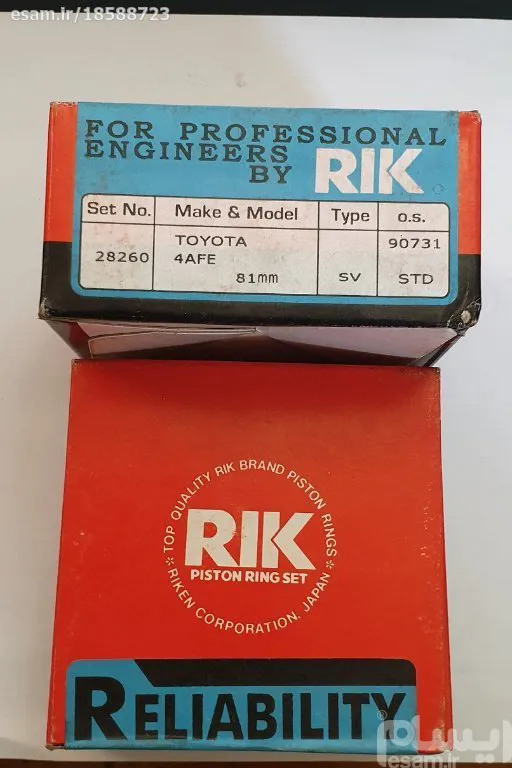 esam.ir/18588723
FOR PROFESSIONAL
ENGINEERS
BY RIK
Set No. Make & Model Type o.s.
TOYOTA 90731
28260 4AFE
81mm SV STD
TOP QUALITY RIK BRAND PISTON RINGS
RIK
PISTON RING SET
RIKEN CORPORATION. JAPAN
RELIABILITY
ایسام
esam.ir